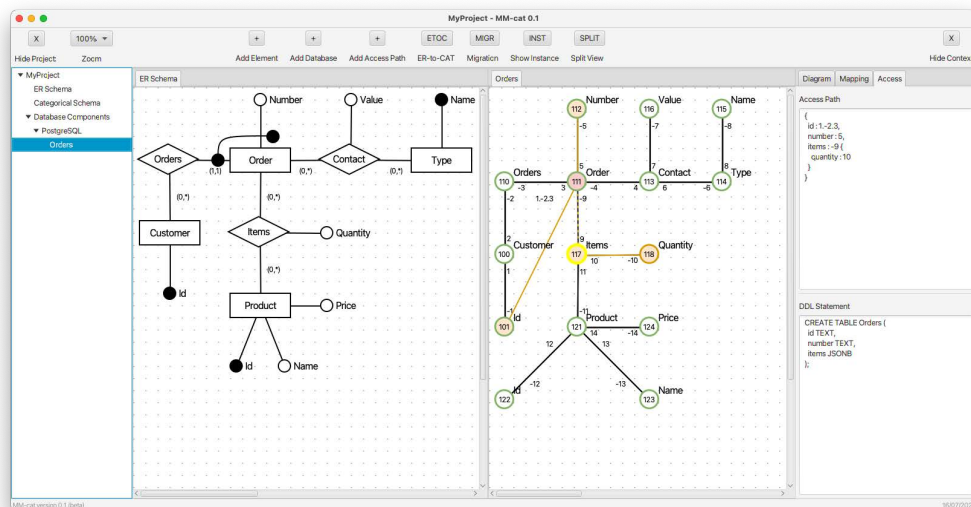 MyProject - MM-cat 0.1
X 100% + + + ETOC MIGR INST SPLIT X
Hide Project Zoom Add Element Add Database Add Access Path ER-to-CAT Migration Show Instance Split View Hide Context
MyProject
ER Schema
Categorical Schema
Database Components
PostgreSQL
Orders
ER Schema
Number Value Name
Orders Order Contact Type
(1,1) (0,*) (0,*)
(0,*) (0,*)
Customer Items Quantity
(0,*)
Id Product Price
Id Name
Orders
112 Number 116 Value 115 Name
-5 -7 -8
5 7 8
110 Orders 111 Order 113 Contact 114 Type
-3 3 -4 4 6 -6
-2 1.-2.3 -9
2 9
100 Customer 117 Items 118 Quantity
1 10 -10
11
-1 -11
101 Id 121 Product 124 Price
14 -14
12 13
-12 -13
122 Id 123 Name
Diagram Mapping Access
Access Path
{
id : 1.-2.3,
number : 5,
items : -9 {
quantity : 10
}
}
DDL Statement
CREATE TABLE Orders (
id TEXT,
number TEXT,
items JSONB
);
MM-cat version 0.1 (beta)